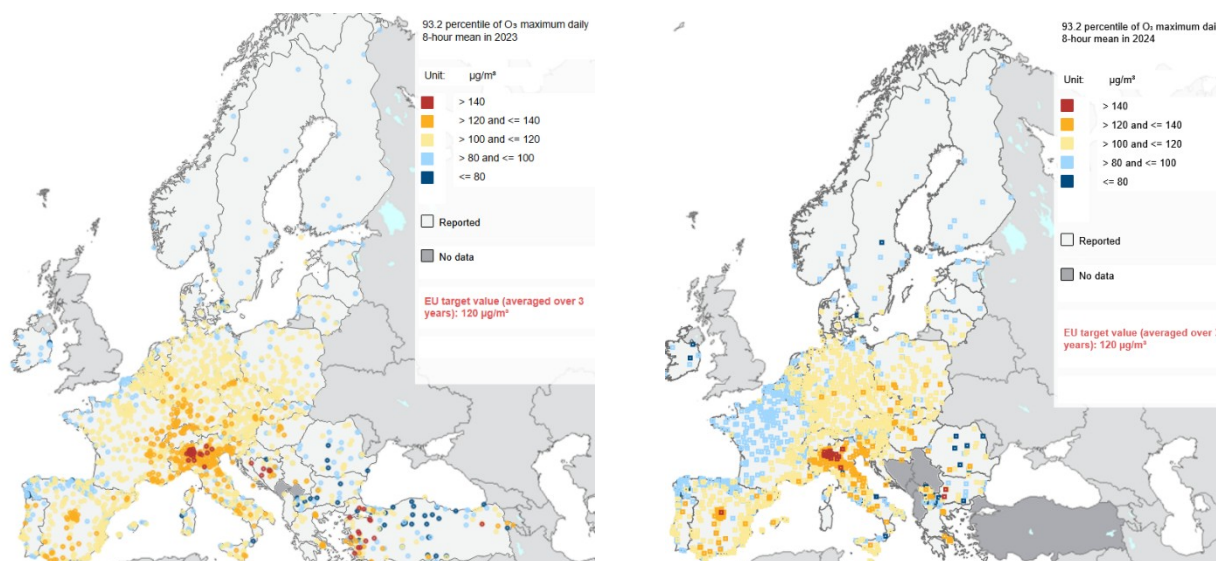 93.2 percentile of O₃ maximum daily
8-hour mean in 2023
Unit: µg/m³
> 140
> 120 and <= 140
> 100 and <= 120
> 80 and <= 100
<= 80
Reported
No data
EU target value (averaged over 3
years): 120 µg/m³
93.2 percentile of O₃ maximum dai
8-hour mean in 2024
Unit: µg/m³
> 140
> 120 and <= 140
> 100 and <= 120
> 80 and <= 100
<= 80
Reported
No data
EU target value (averaged over
years): 120 µg/m³